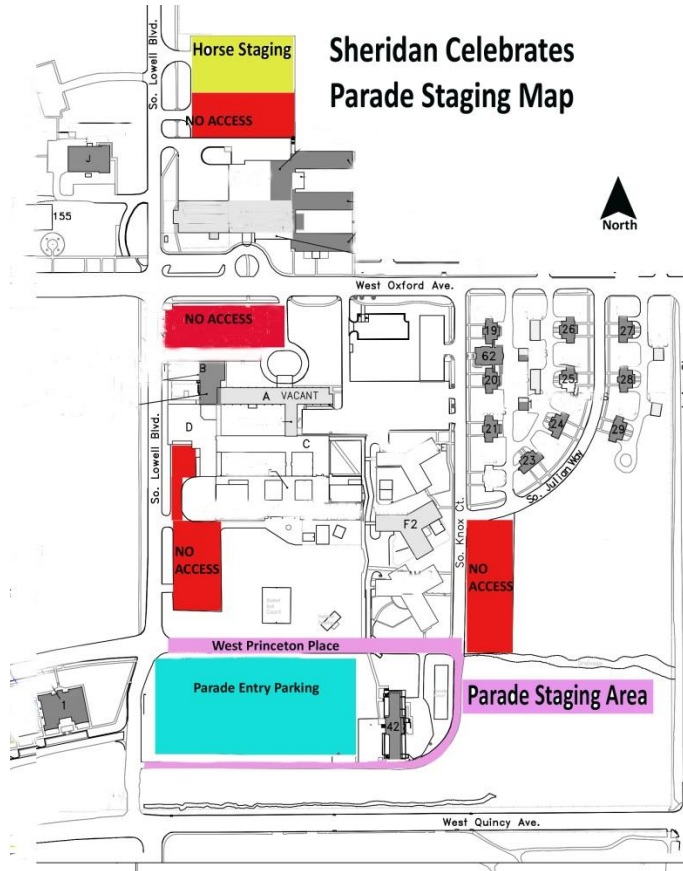 Sheridan Celebrates
Parade Staging Map
So. Lowell Blvd.
Horse Staging
NO ACCESS
J
155
North
West Oxford Ave.
NO ACCESS
19
26
27
62
B
20
25
28
A VACANT
D
21
24
29
C
23
So. Lowell Blvd.
So. Julian Way
F2
So. Knox Ct.
NO
ACCESS
NO
ACCESS
West Princeton Place
Parade Entry Parking
Parade Staging Area
1
42
West Quincy Ave.